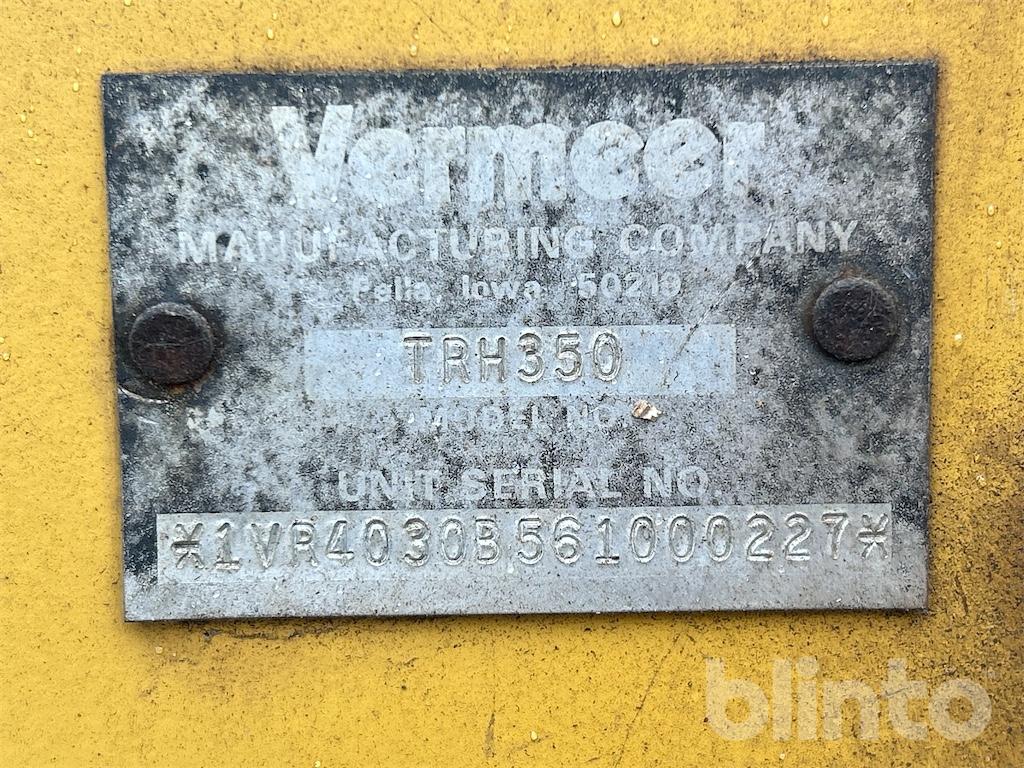 Vermeer
MANUFACTURING COMPANY
Pella, Iowa 50219
TRH350
MODEL NO.
UNIT SERIAL NO.
*1VR4030B561000227*
blinto